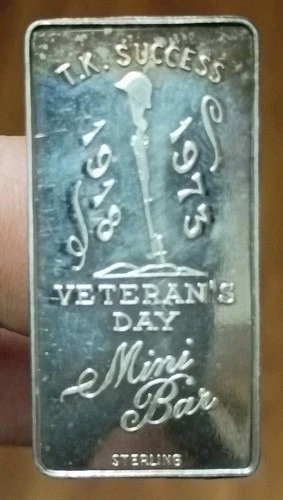 T.K. SUCCESS
1918
1973
VETERAN'S
DAY
Mini
Bar
STERLING